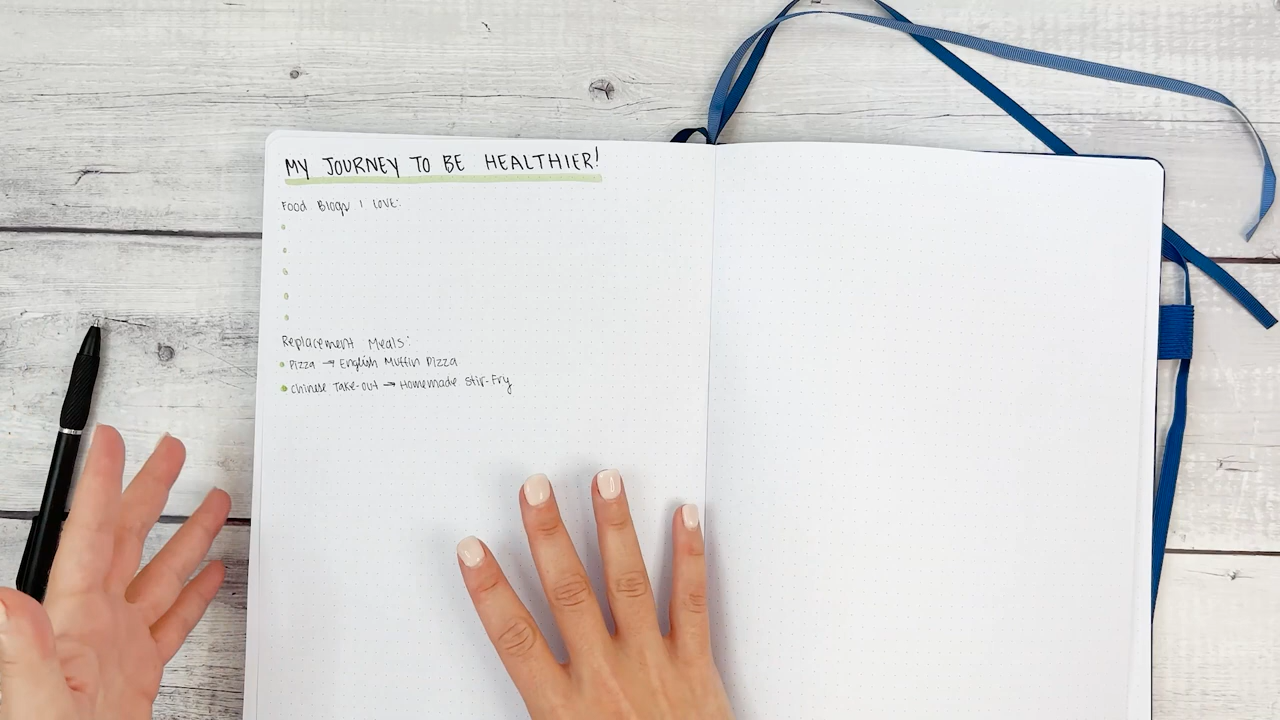 MY JOURNEY TO BE HEALTHIER!
Food Blogs I Love:
Replacement Meals:
Pizza → English Muffin Pizza
Chinese Take-Out → Homemade Stir-Fry